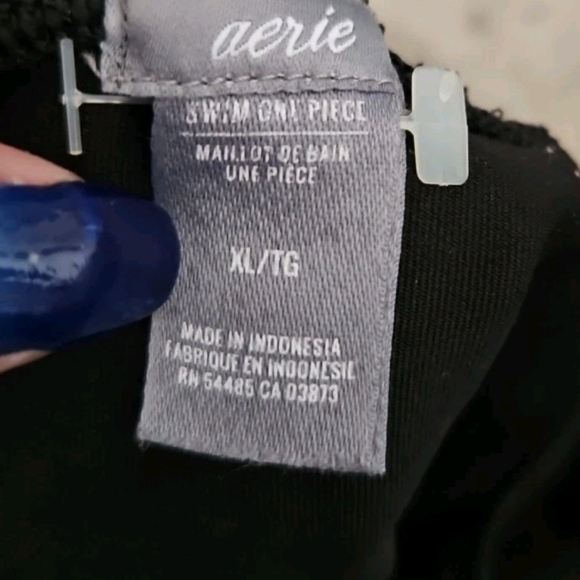 aerie
SWIM ONE PIECE
MAILLOT DE BAIN
UNE PIÈCE
XL/TG
MADE IN INDONESIA
FABRIQUÉ EN INDONÉSIE
RN 54485 CA 03873